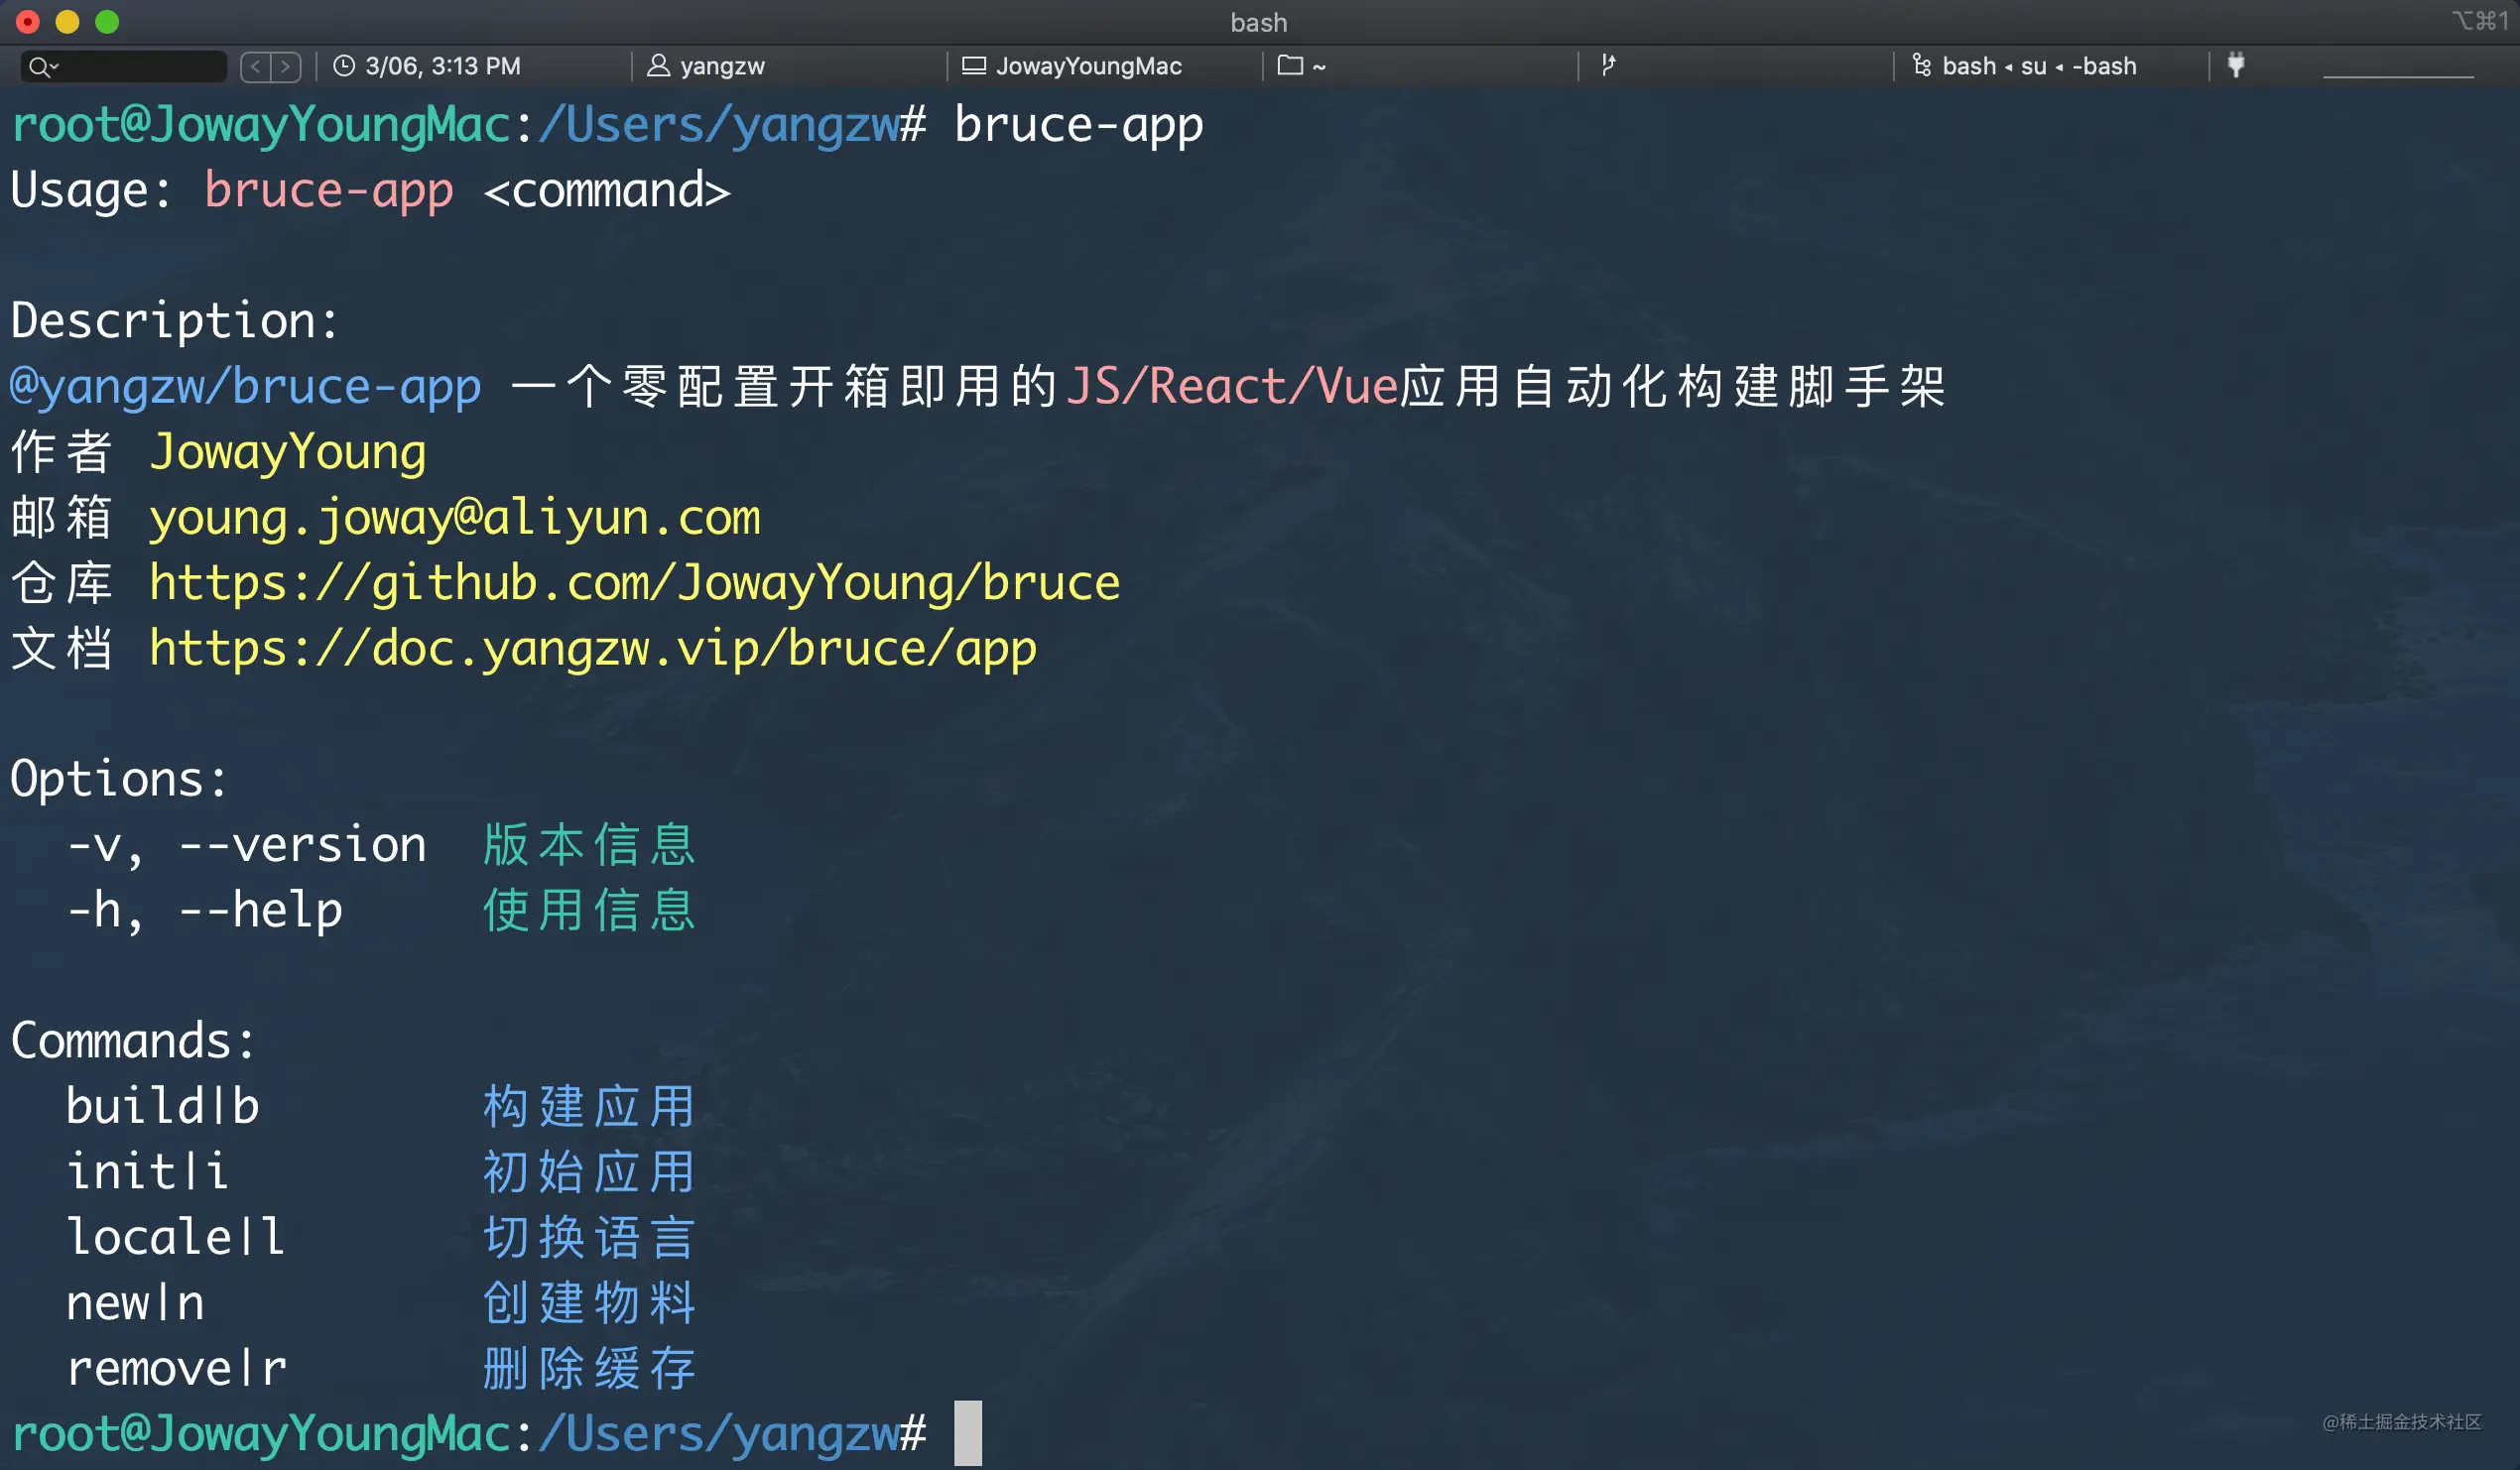 bash
⌥⌘1
3/06, 3:13 PM yangzw JowayYoungMac ~ bash ◂ su ◂ -bash
root@JowayYoungMac:/Users/yangzw# bruce-app
Usage: bruce-app <command>
Description:
@yangzw/bruce-app 一个零配置开箱即用的JS/React/Vue应用自动化构建脚手架
作者 JowayYoung
邮箱 young.joway@aliyun.com
仓库 https://github.com/JowayYoung/bruce
文档 https://doc.yangzw.vip/bruce/app
Options:
-v, --version 版本信息
-h, --help 使用信息
Commands:
build|b 构建应用
init|i 初始应用
locale|l 切换语言
new|n 创建物料
remove|r 删除缓存
root@JowayYoungMac:/Users/yangzw#
@稀土掘金技术社区